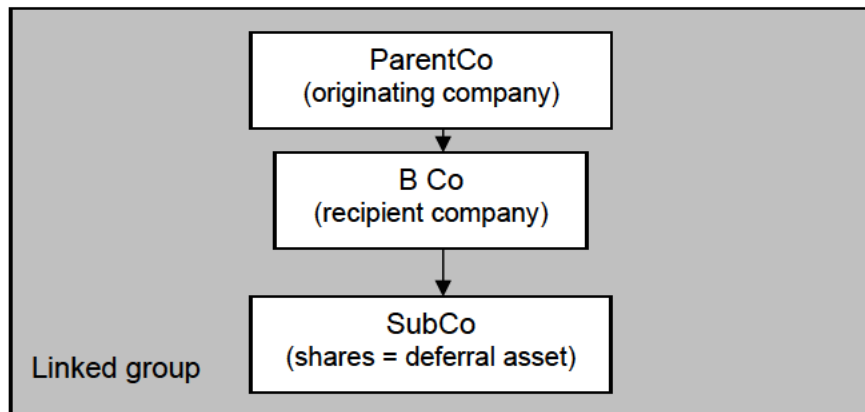 ParentCo
(originating company)
B Co
(recipient company)
SubCo
(shares = deferral asset)
Linked group